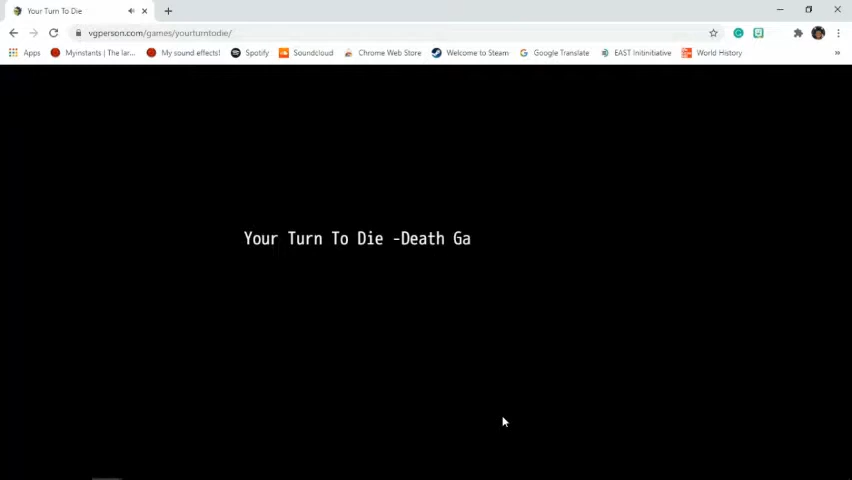 Your Turn To Die
vgperson.com/games/yourturntodie/
Apps
Myinstants | The lar...
My sound effects!
Spotify
Soundcloud
Chrome Web Store
Welcome to Steam
Google Translate
EAST Initinitiative
World History
»
Your Turn To Die -Death Ga